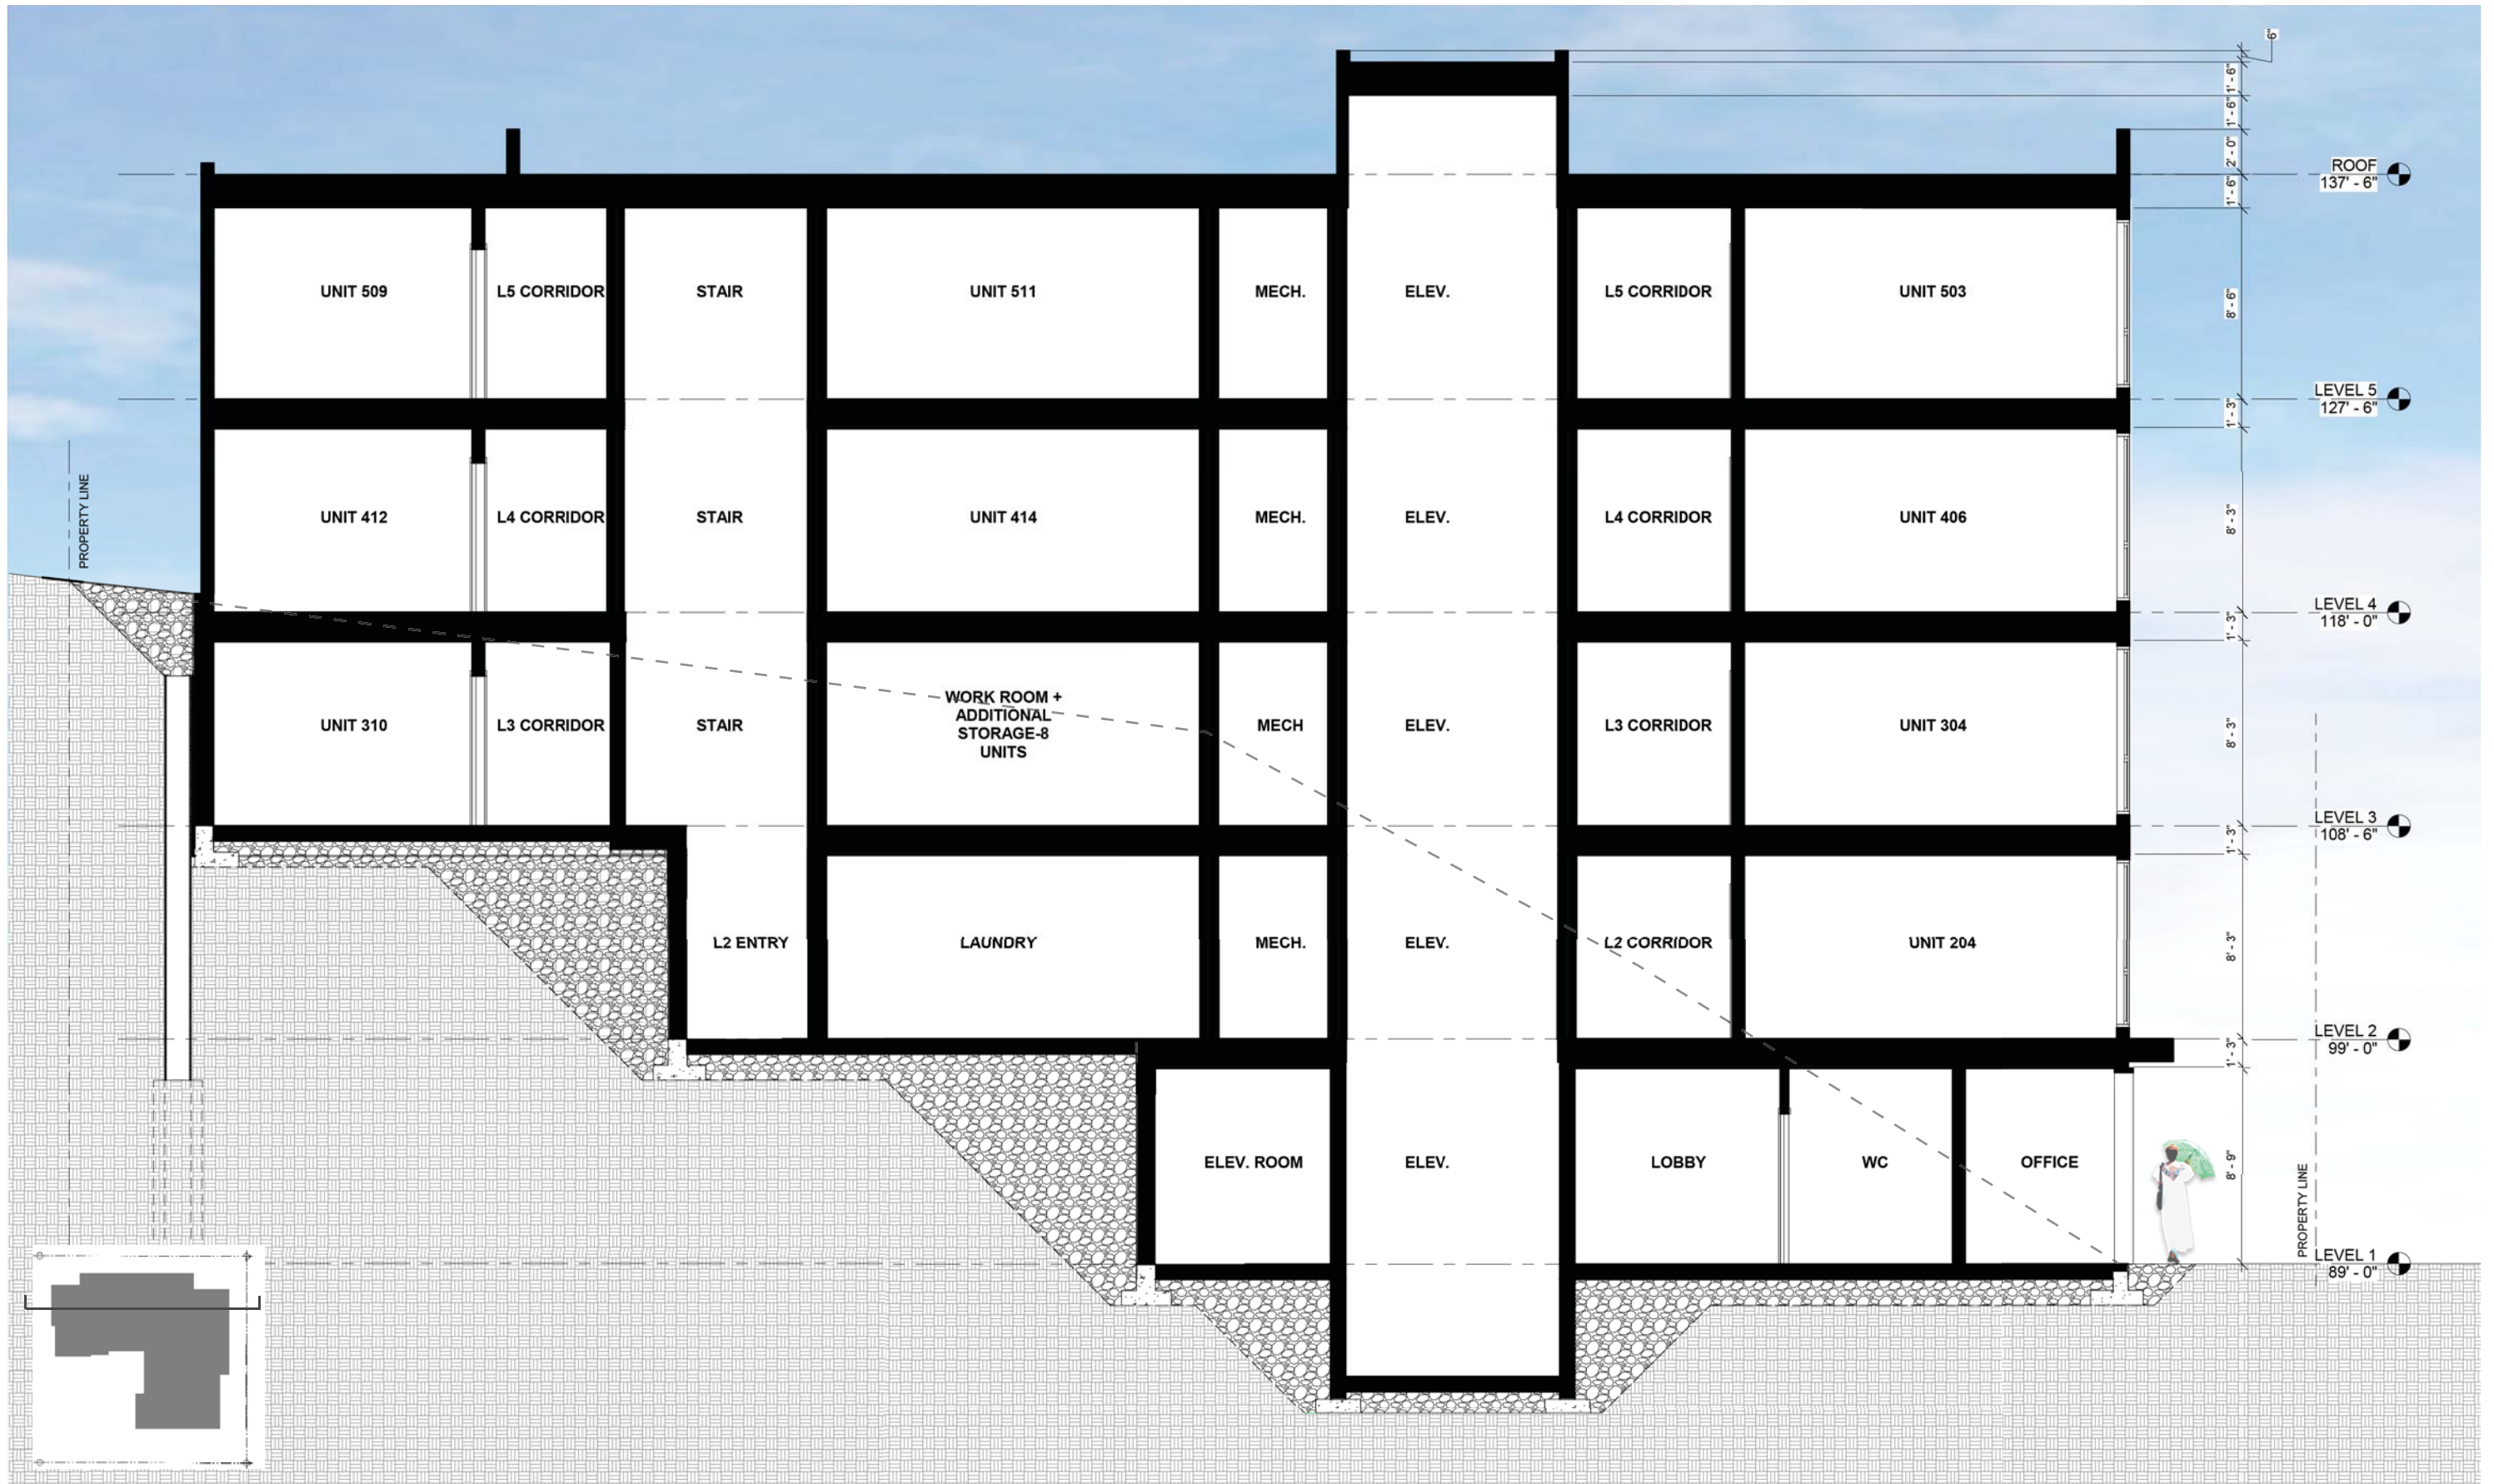 6"
1' - 6"
1' - 6"
2' - 0"
ROOF
137' - 6"
1' - 6"
UNIT 509
L5 CORRIDOR
STAIR
UNIT 511
MECH.
ELEV.
L5 CORRIDOR
UNIT 503
8' - 6"
LEVEL 5
127' - 6"
1' - 3"
PROPERTY LINE
UNIT 412
L4 CORRIDOR
STAIR
UNIT 414
MECH.
ELEV.
L4 CORRIDOR
UNIT 406
8' - 3"
LEVEL 4
118' - 0"
1' - 3"
UNIT 310
L3 CORRIDOR
STAIR
WORK ROOM +
ADDITIONAL
STORAGE-8
UNITS
MECH
ELEV.
L3 CORRIDOR
UNIT 304
8' - 3"
LEVEL 3
108' - 6"
1' - 3"
L2 ENTRY
LAUNDRY
MECH.
ELEV.
L2 CORRIDOR
UNIT 204
8' - 3"
LEVEL 2
99' - 0"
1' - 3"
ELEV. ROOM
ELEV.
LOBBY
WC
OFFICE
8' - 9"
PROPERTY LINE
LEVEL 1
89' - 0"